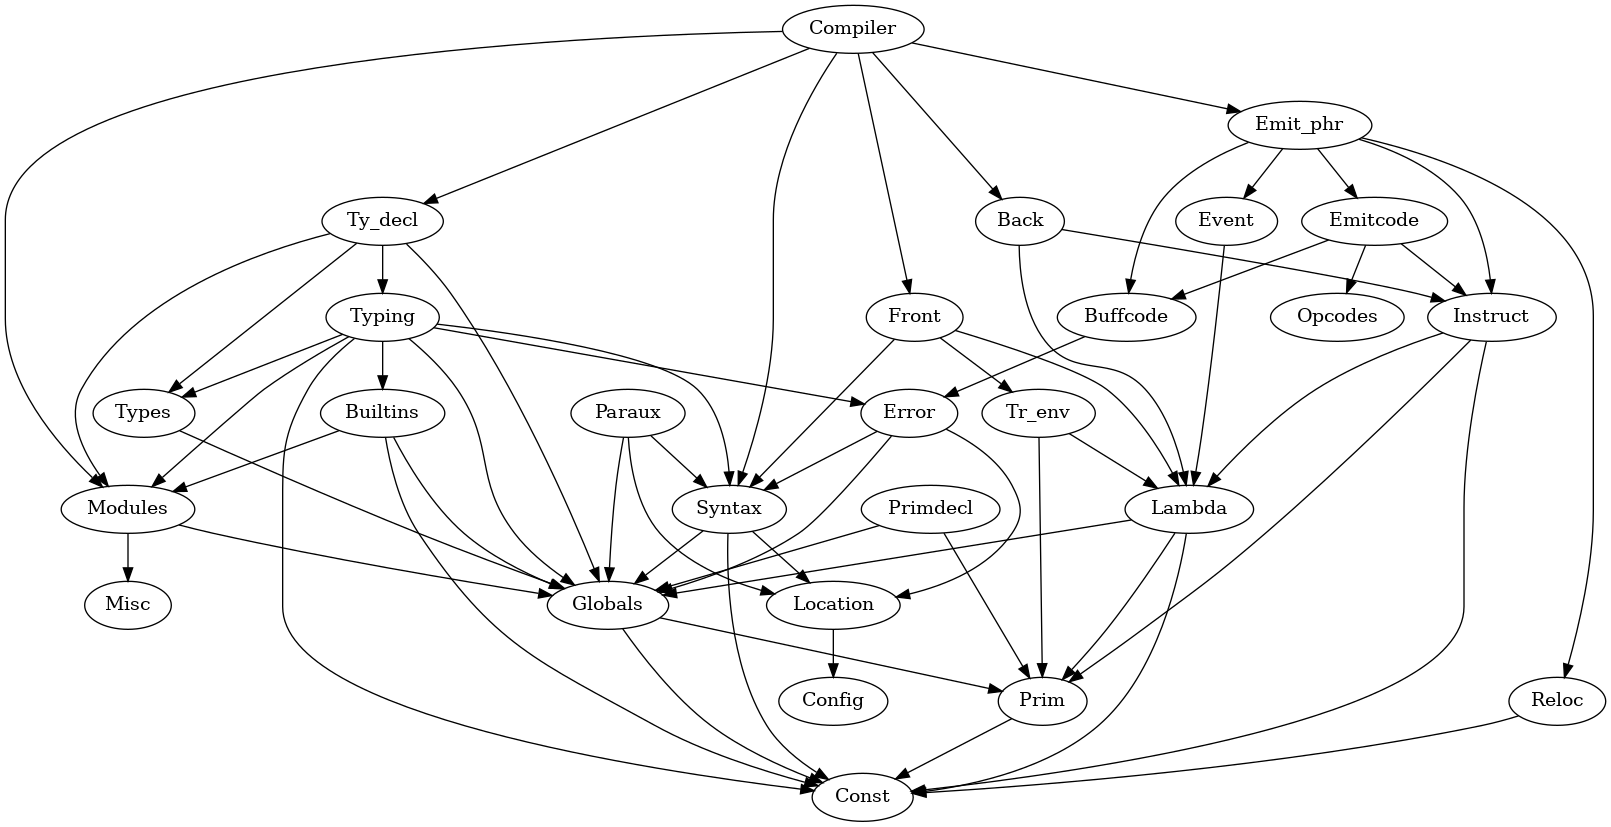 Compiler
Emit_phr
Ty_decl
Back
Event
Emitcode
Typing
Front
Buffcode
Opcodes
Instruct
Types
Builtins
Paraux
Error
Tr_env
Modules
Syntax
Primdecl
Lambda
Misc
Globals
Location
Config
Prim
Reloc
Const